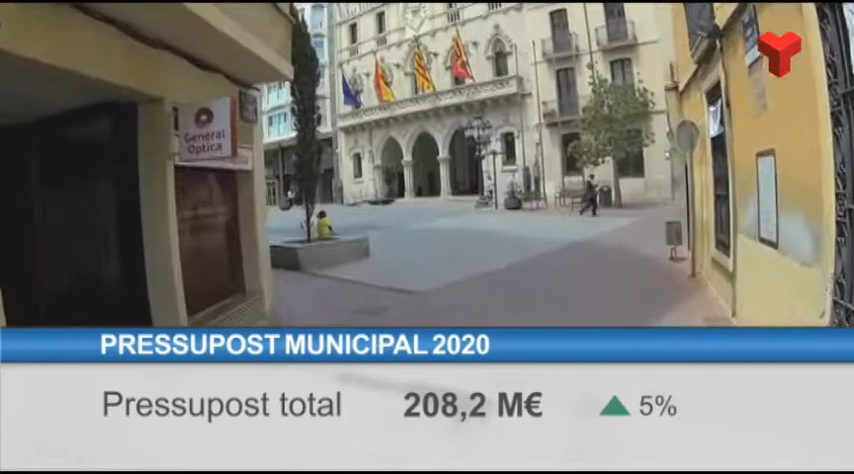 General
Optica
PRESSUPOST MUNICIPAL 2020
Pressupost total 208,2 M€ 5%